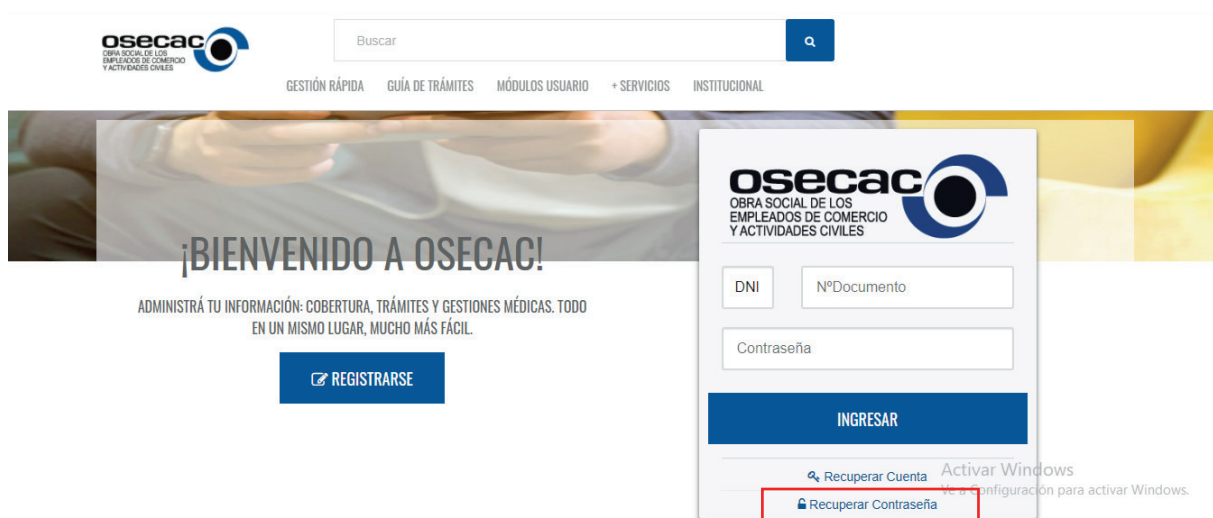 osecac
OBRA SOCIAL DE LOS
EMPLEADOS DE COMERCIO
Y ACTIVIDADES CIVILES
Buscar
GESTIÓN RÁPIDA GUÍA DE TRÁMITES MÓDULOS USUARIO + SERVICIOS INSTITUCIONAL
¡BIENVENIDO A OSECAC!
ADMINISTRÁ TU INFORMACIÓN: COBERTURA, TRÁMITES Y GESTIONES MÉDICAS. TODO
EN UN MISMO LUGAR, MUCHO MÁS FÁCIL.
REGISTRARSE
osecac
OBRA SOCIAL DE LOS
EMPLEADOS DE COMERCIO
Y ACTIVIDADES CIVILES
DNI NºDocumento
Contraseña
INGRESAR
Recuperar Cuenta
Recuperar Contraseña
Activar Windows
Ve a Configuración para activar Windows.